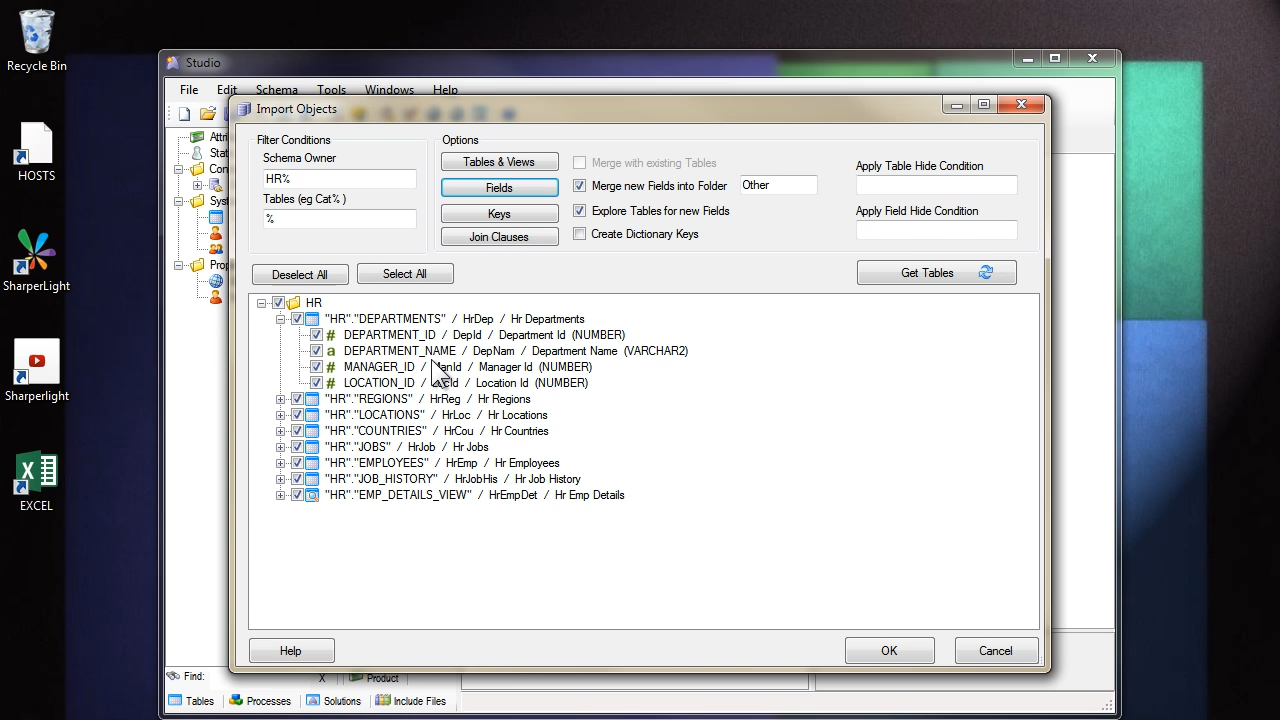 Recycle Bin
HOSTS
SharperLight
Sharperlight
EXCEL
Studio
File Edit Schema Tools Windows Help
Import Objects
Filter Conditions
Schema Owner
HR%
Tables (eg Cat% )
%
Options
Tables & Views
Fields
Keys
Join Clauses
Merge with existing Tables
Merge new Fields into Folder Other
Explore Tables for new Fields
Create Dictionary Keys
Apply Table Hide Condition
Apply Field Hide Condition
Deselect All Select All Get Tables
HR
"HR"."DEPARTMENTS" / HrDep / Hr Departments
# DEPARTMENT_ID / DepId / Department Id (NUMBER)
a DEPARTMENT_NAME / DepNam / Department Name (VARCHAR2)
# MANAGER_ID / ManId / Manager Id (NUMBER)
# LOCATION_ID / / Location Id (NUMBER)
"HR"."REGIONS" / HrReg / Hr Regions
"HR"."LOCATIONS" / HrLoc / Hr Locations
"HR"."COUNTRIES" / HrCou / Hr Countries
"HR"."JOBS" / HrJob / Hr Jobs
"HR"."EMPLOYEES" / HrEmp / Hr Employees
"HR"."JOB_HISTORY" / HrJobHis / Hr Job History
"HR"."EMP_DETAILS_VIEW" / HrEmpDet / Hr Emp Details
Help OK Cancel
Find: X Product
Tables Processes Solutions Include Files